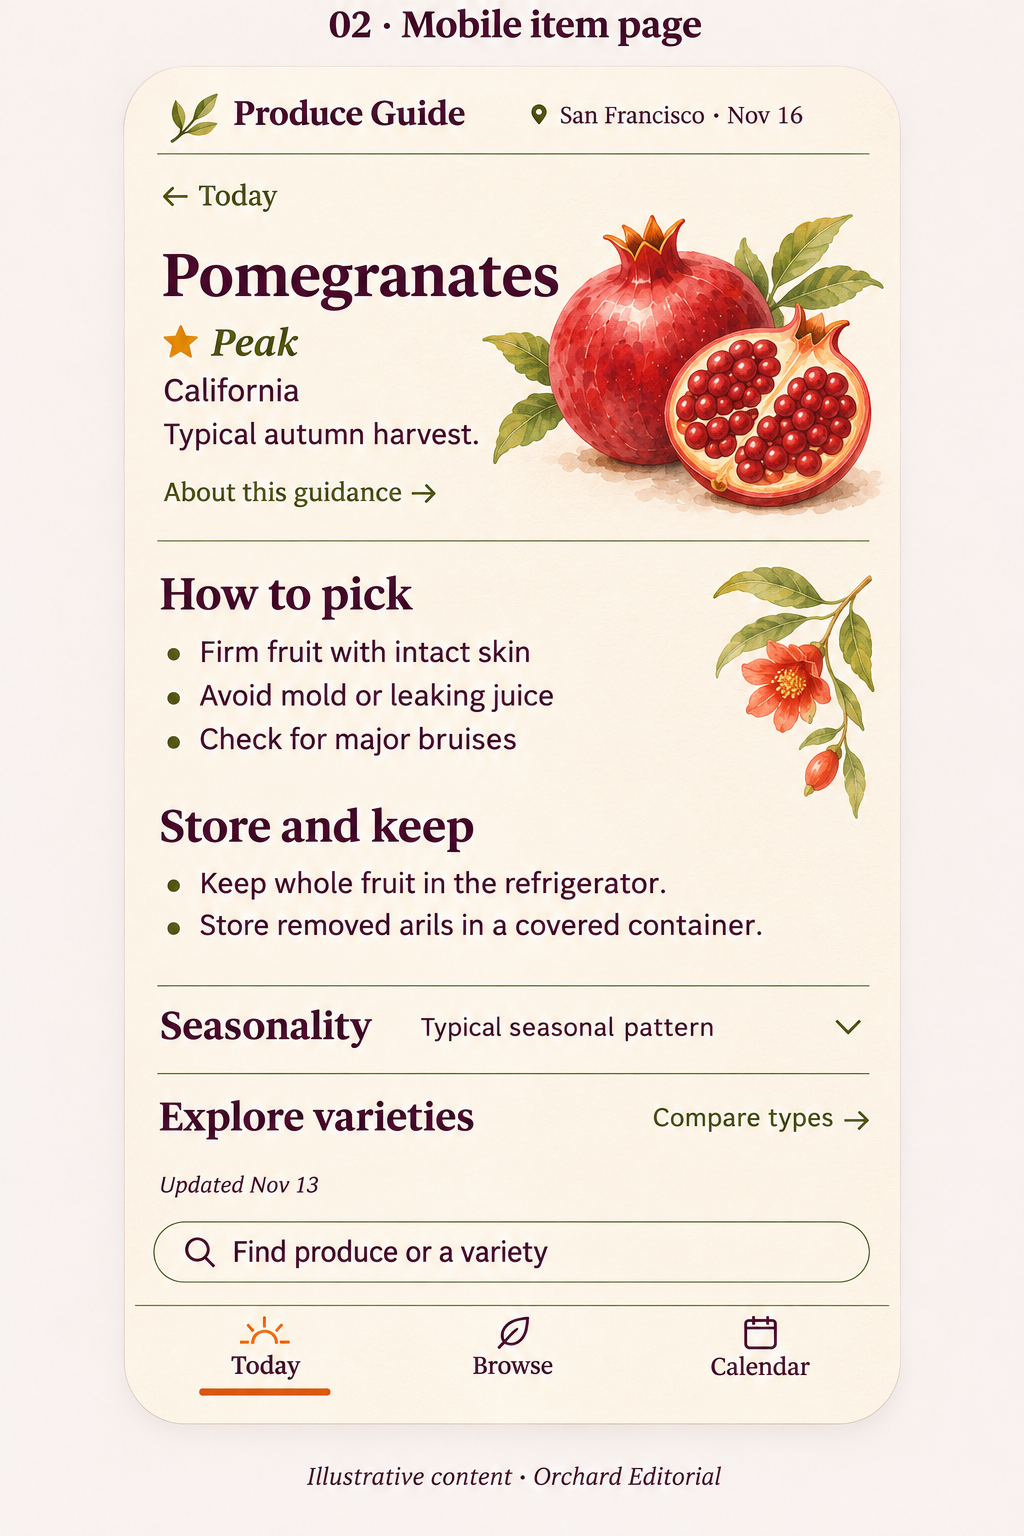 02 · Mobile item page
Produce Guide
San Francisco · Nov 16
← Today
Pomegranates
Peak
California
Typical autumn harvest.
About this guidance →
How to pick
• Firm fruit with intact skin
• Avoid mold or leaking juice
• Check for major bruises
Store and keep
• Keep whole fruit in the refrigerator.
• Store removed arils in a covered container.
Seasonality
Typical seasonal pattern
Explore varieties
Compare types →
Updated Nov 13
Find produce or a variety
Today
Browse
Calendar
Illustrative content · Orchard Editorial